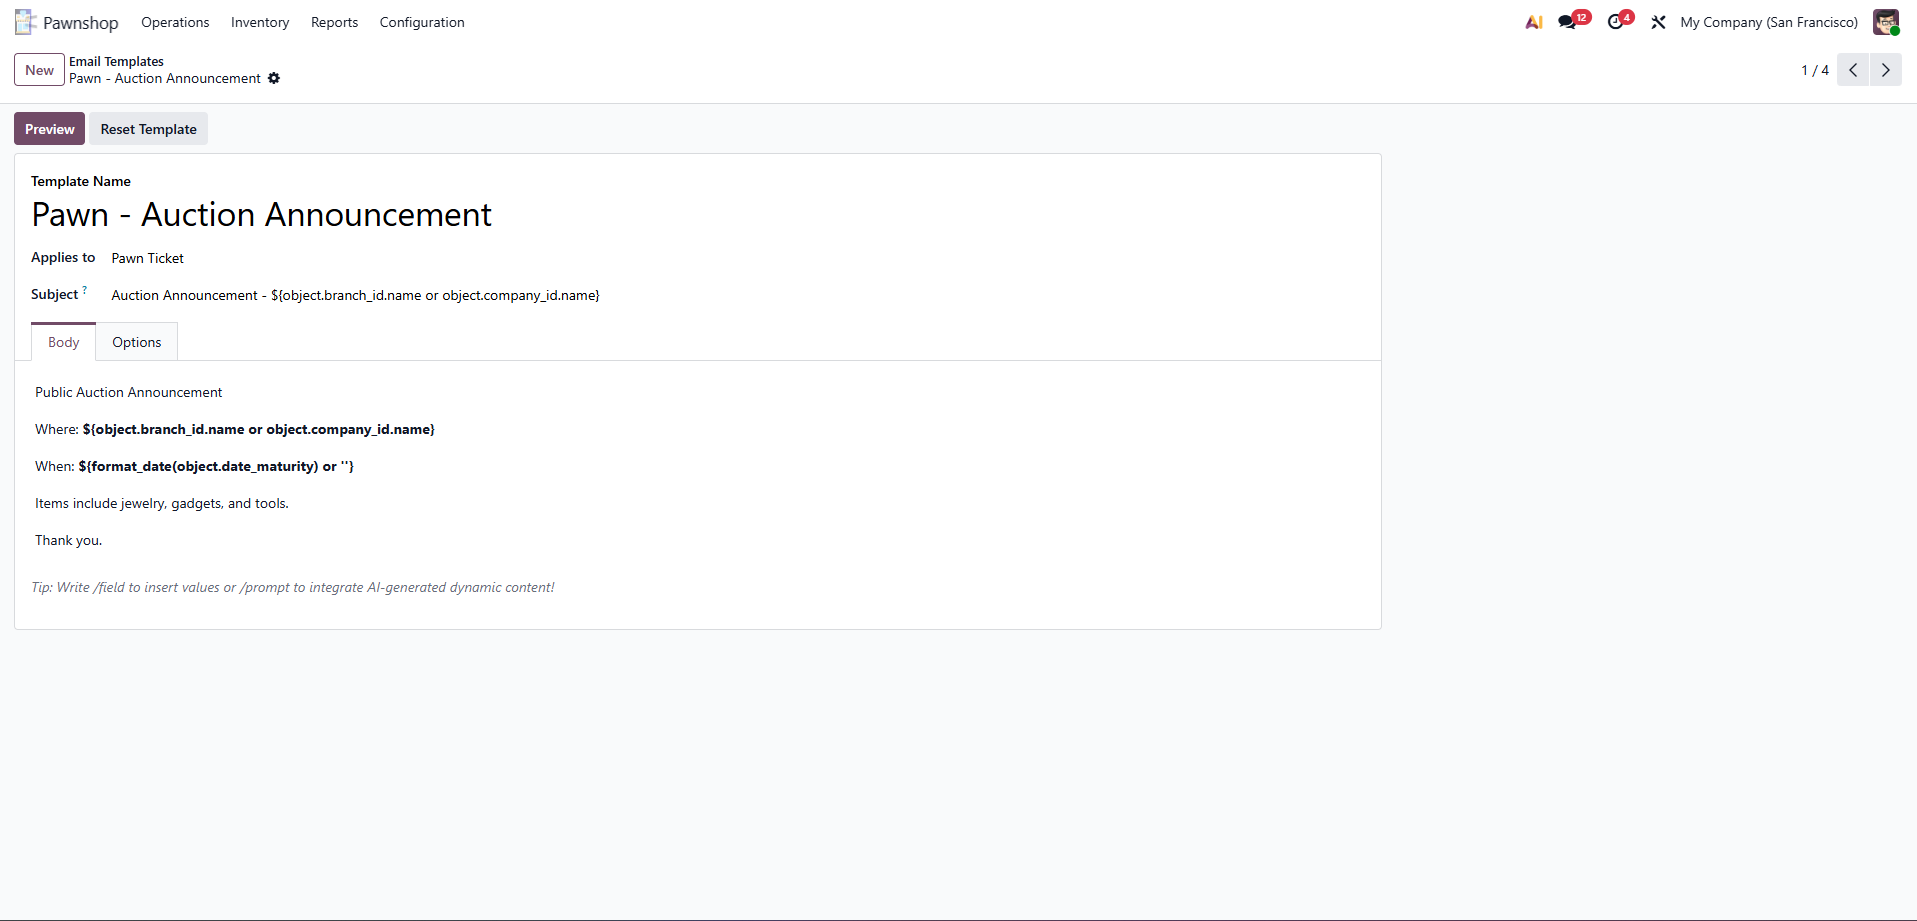 Pawnshop Operations Inventory Reports Configuration AI 12 4 My Company (San Francisco)
New Email Templates
Pawn - Auction Announcement
1 / 4
Preview Reset Template
Template Name
Pawn - Auction Announcement
Applies to Pawn Ticket
Subject ? Auction Announcement - ${object.branch_id.name or object.company_id.name}
Body Options
Public Auction Announcement
Where: ${object.branch_id.name or object.company_id.name}
When: ${format_date(object.date_maturity) or ''}
Items include jewelry, gadgets, and tools.
Thank you.
Tip: Write /field to insert values or /prompt to integrate AI-generated dynamic content!